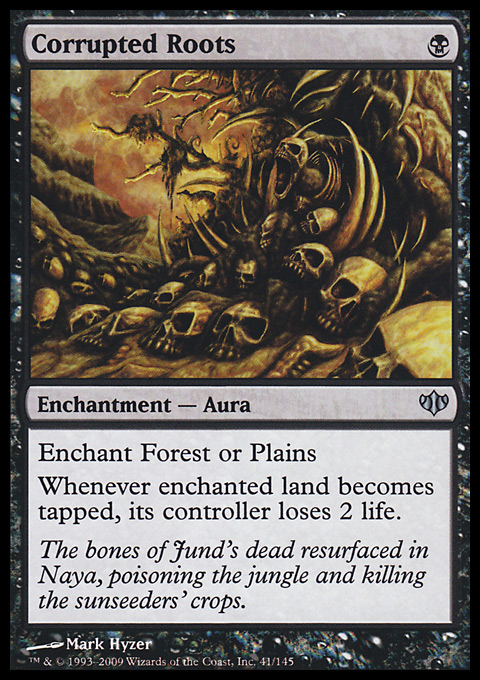 Corrupted Roots
Enchantment — Aura
Enchant Forest or Plains
Whenever enchanted land becomes
tapped, its controller loses 2 life.
The bones of Jund's dead resurfaced in
Naya, poisoning the jungle and killing
the sunseeders' crops.
Mark Hyzer
™ & © 1993–2009 Wizards of the Coast, Inc. 41/145